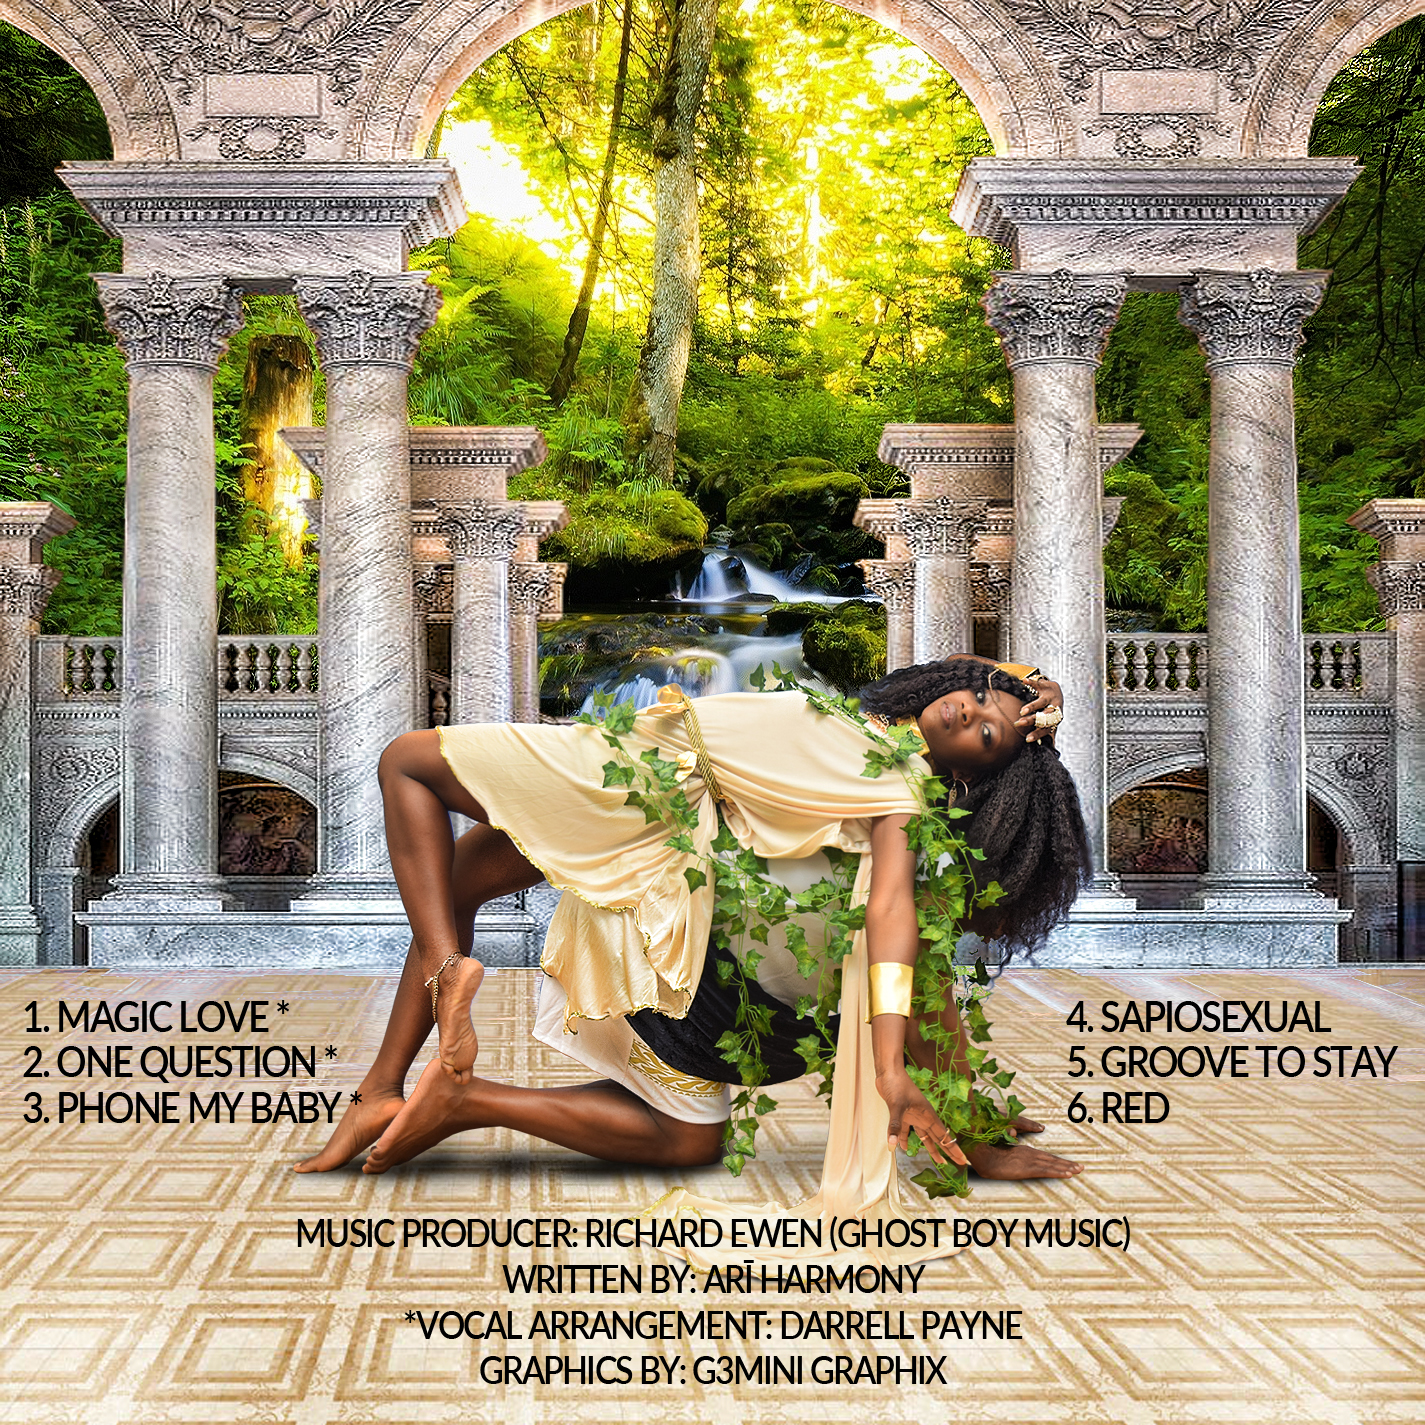 1. MAGIC LOVE *
2. ONE QUESTION *
3. PHONE MY BABY *
4. SAPIOSEXUAL
5. GROOVE TO STAY
6. RED
MUSIC PRODUCER: RICHARD EWEN (GHOST BOY MUSIC)
WRITTEN BY: ARĪ HARMONY
*VOCAL ARRANGEMENT: DARRELL PAYNE
GRAPHICS BY: G3MINI GRAPHIX